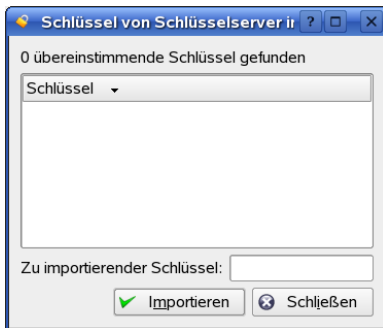 Schlüssel von Schlüsselserver i
0 übereinstimmende Schlüssel gefunden
Schlüssel
Zu importierender Schlüssel:
Importieren
Schließen